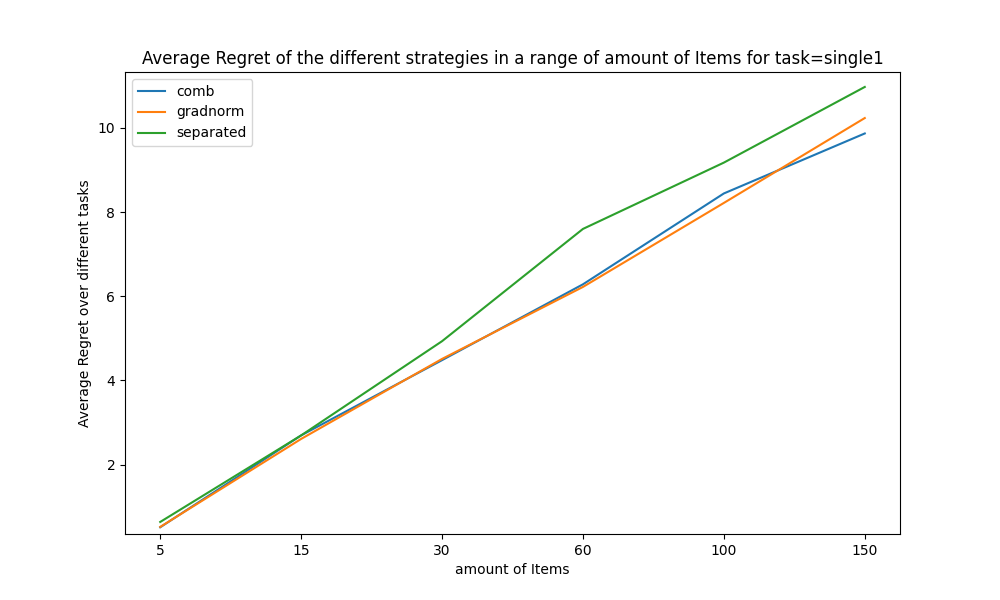 Average Regret of the different strategies in a range of amount of Items for task=single1
comb
gradnorm
separated
Average Regret over different tasks
10
8
6
4
2
5 15 30 60 100 150
amount of Items